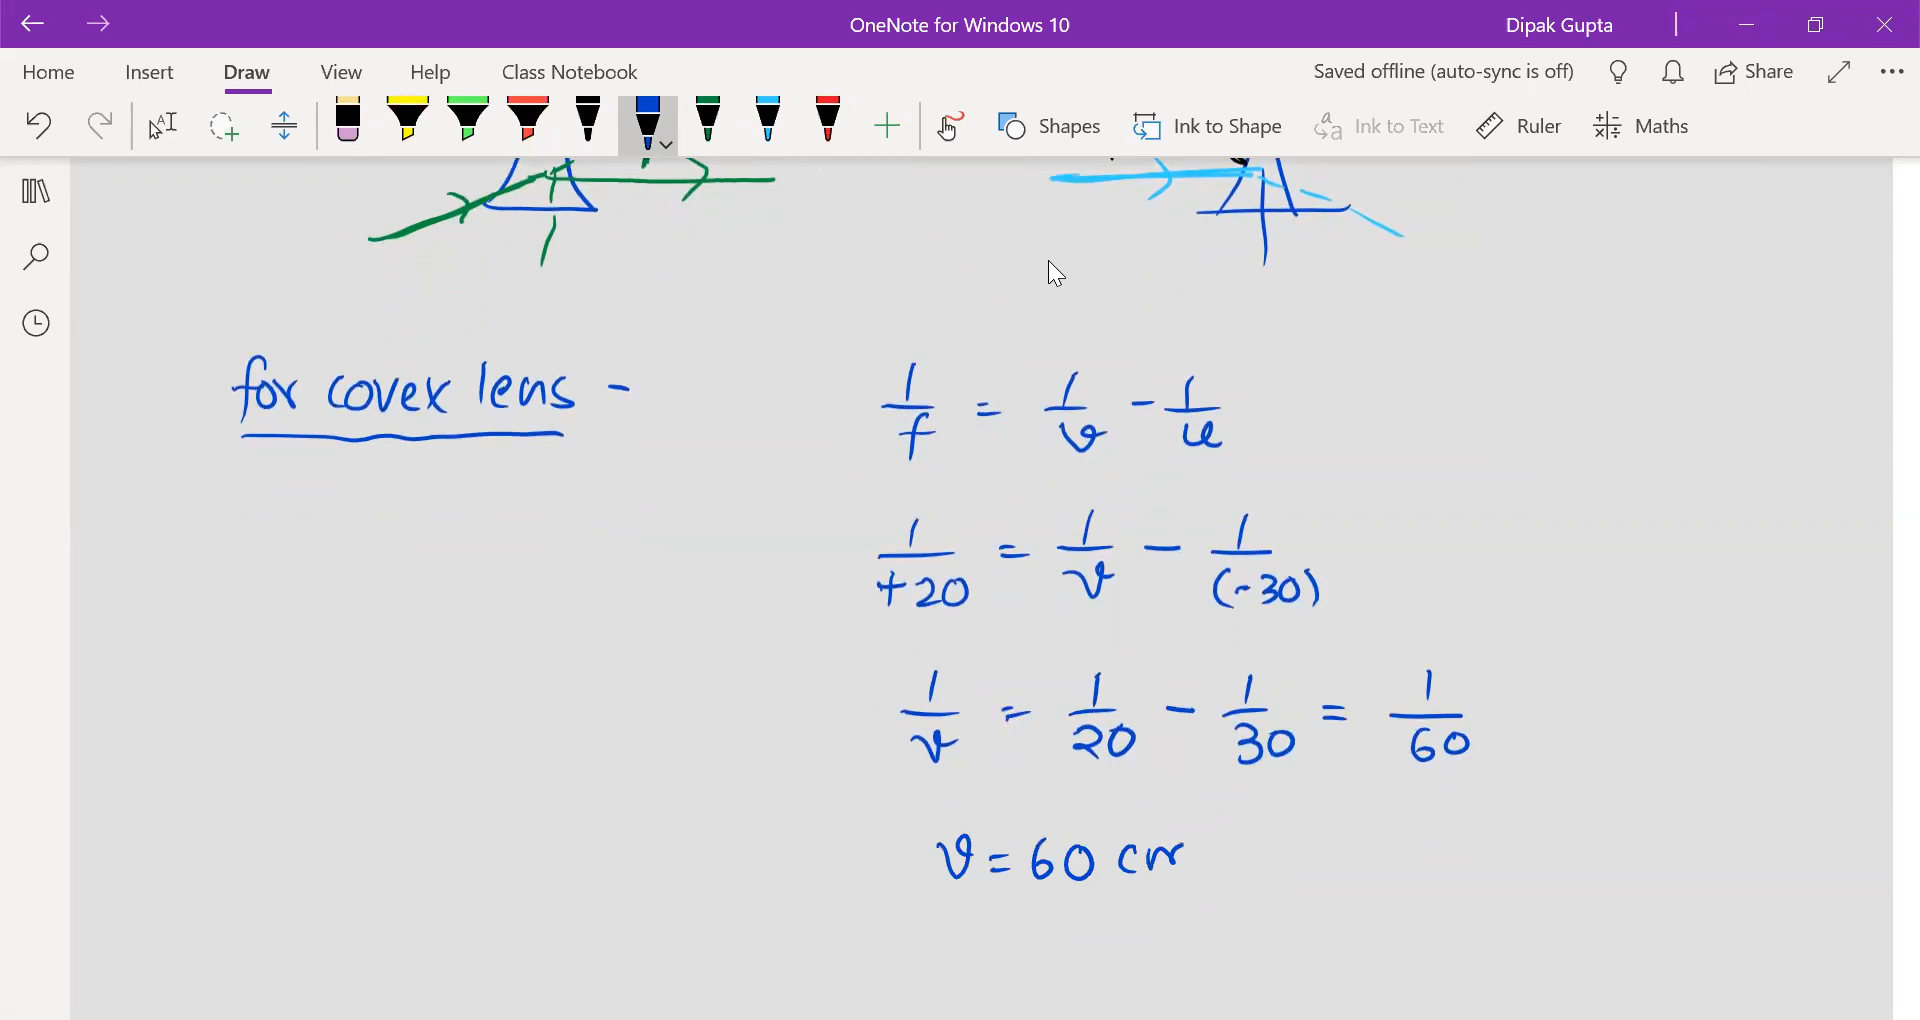 OneNote for Windows 10
Dipak Gupta
Home Insert Draw View Help Class Notebook
Saved offline (auto-sync is off) Share
Shapes Ink to Shape Ink to Text Ruler Maths
for covex lens -
1/f = 1/v - 1/u
1/+20 = 1/v - 1/(-30)
1/v = 1/20 - 1/30 = 1/60
v = 60 cm